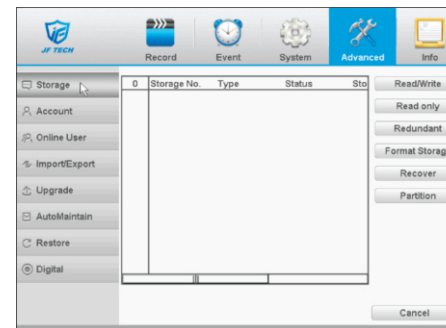 JF TECH
Record
Event
System
Advanced
Info
Storage
Account
Online User
Import/Export
Upgrade
AutoMaintain
Restore
Digital
0 Storage No. Type Status Sto
Read/Write
Read only
Redundant
Format Storag
Recover
Partition
Cancel